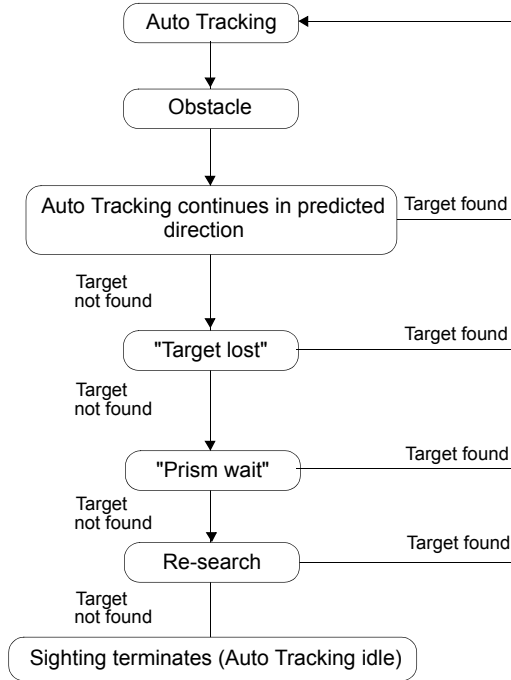 Auto Tracking
Obstacle
Auto Tracking continues in predicted
direction
Target found
Target
not found
"Target lost"
Target found
Target
not found
"Prism wait"
Target found
Target
not found
Re-search
Target found
Target
not found
Sighting terminates (Auto Tracking idle)